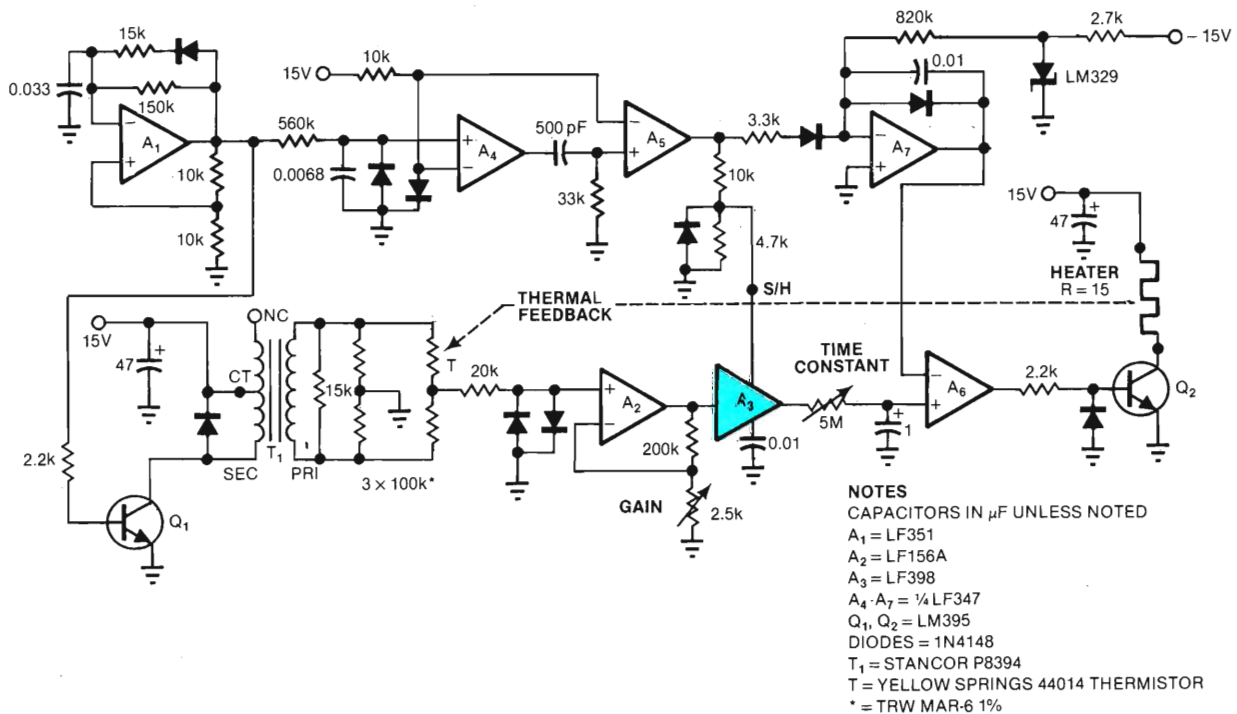 15k
0.033
150k
A1
10k
10k
560k
0.0068
15V
10k
A4
500 pF
33k
A5
3.3k
10k
4.7k
820k
0.01
A7
2.7k
– 15V
LM329
15V
47
HEATER
R = 15
Q2
S/H
THERMAL
FEEDBACK
15V
47
NC
CT
SEC
T1
PRI
15k
T
3 × 100k*
20k
A2
200k
GAIN
2.5k
A3
0.01
TIME
CONSTANT
5M
1
A6
2.2k
2.2k
Q1
NOTES
CAPACITORS IN μF UNLESS NOTED
A1 = LF351
A2 = LF156A
A3 = LF398
A4-A7 = ¼ LF347
Q1, Q2 = LM395
DIODES = 1N4148
T1 = STANCOR P8394
T = YELLOW SPRINGS 44014 THERMISTOR
* = TRW MAR-6 1%